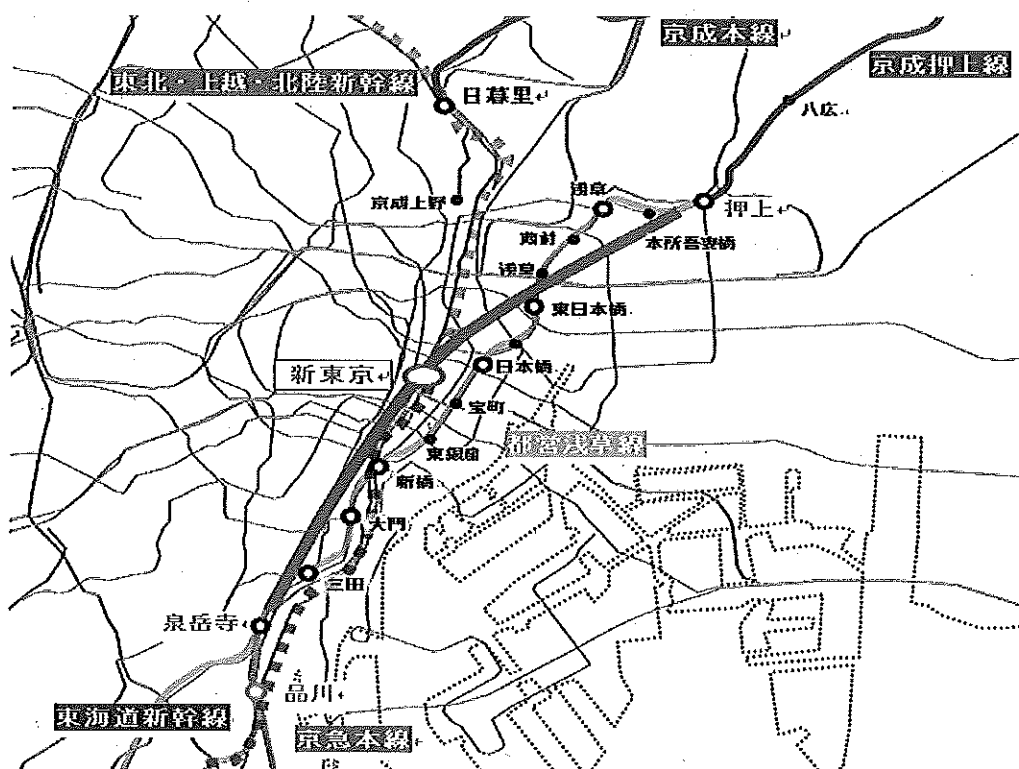 京成本線
東北・上越・北陸新幹線
京成押上線
日暮里
八広
京成上野
浅草
押上
本所吾妻橋
浅草
東日本橋
新東京
日本橋
宝町
都営浅草線
東銀座
新橋
大門
三田
泉岳寺
品川
東海道新幹線
京急本線